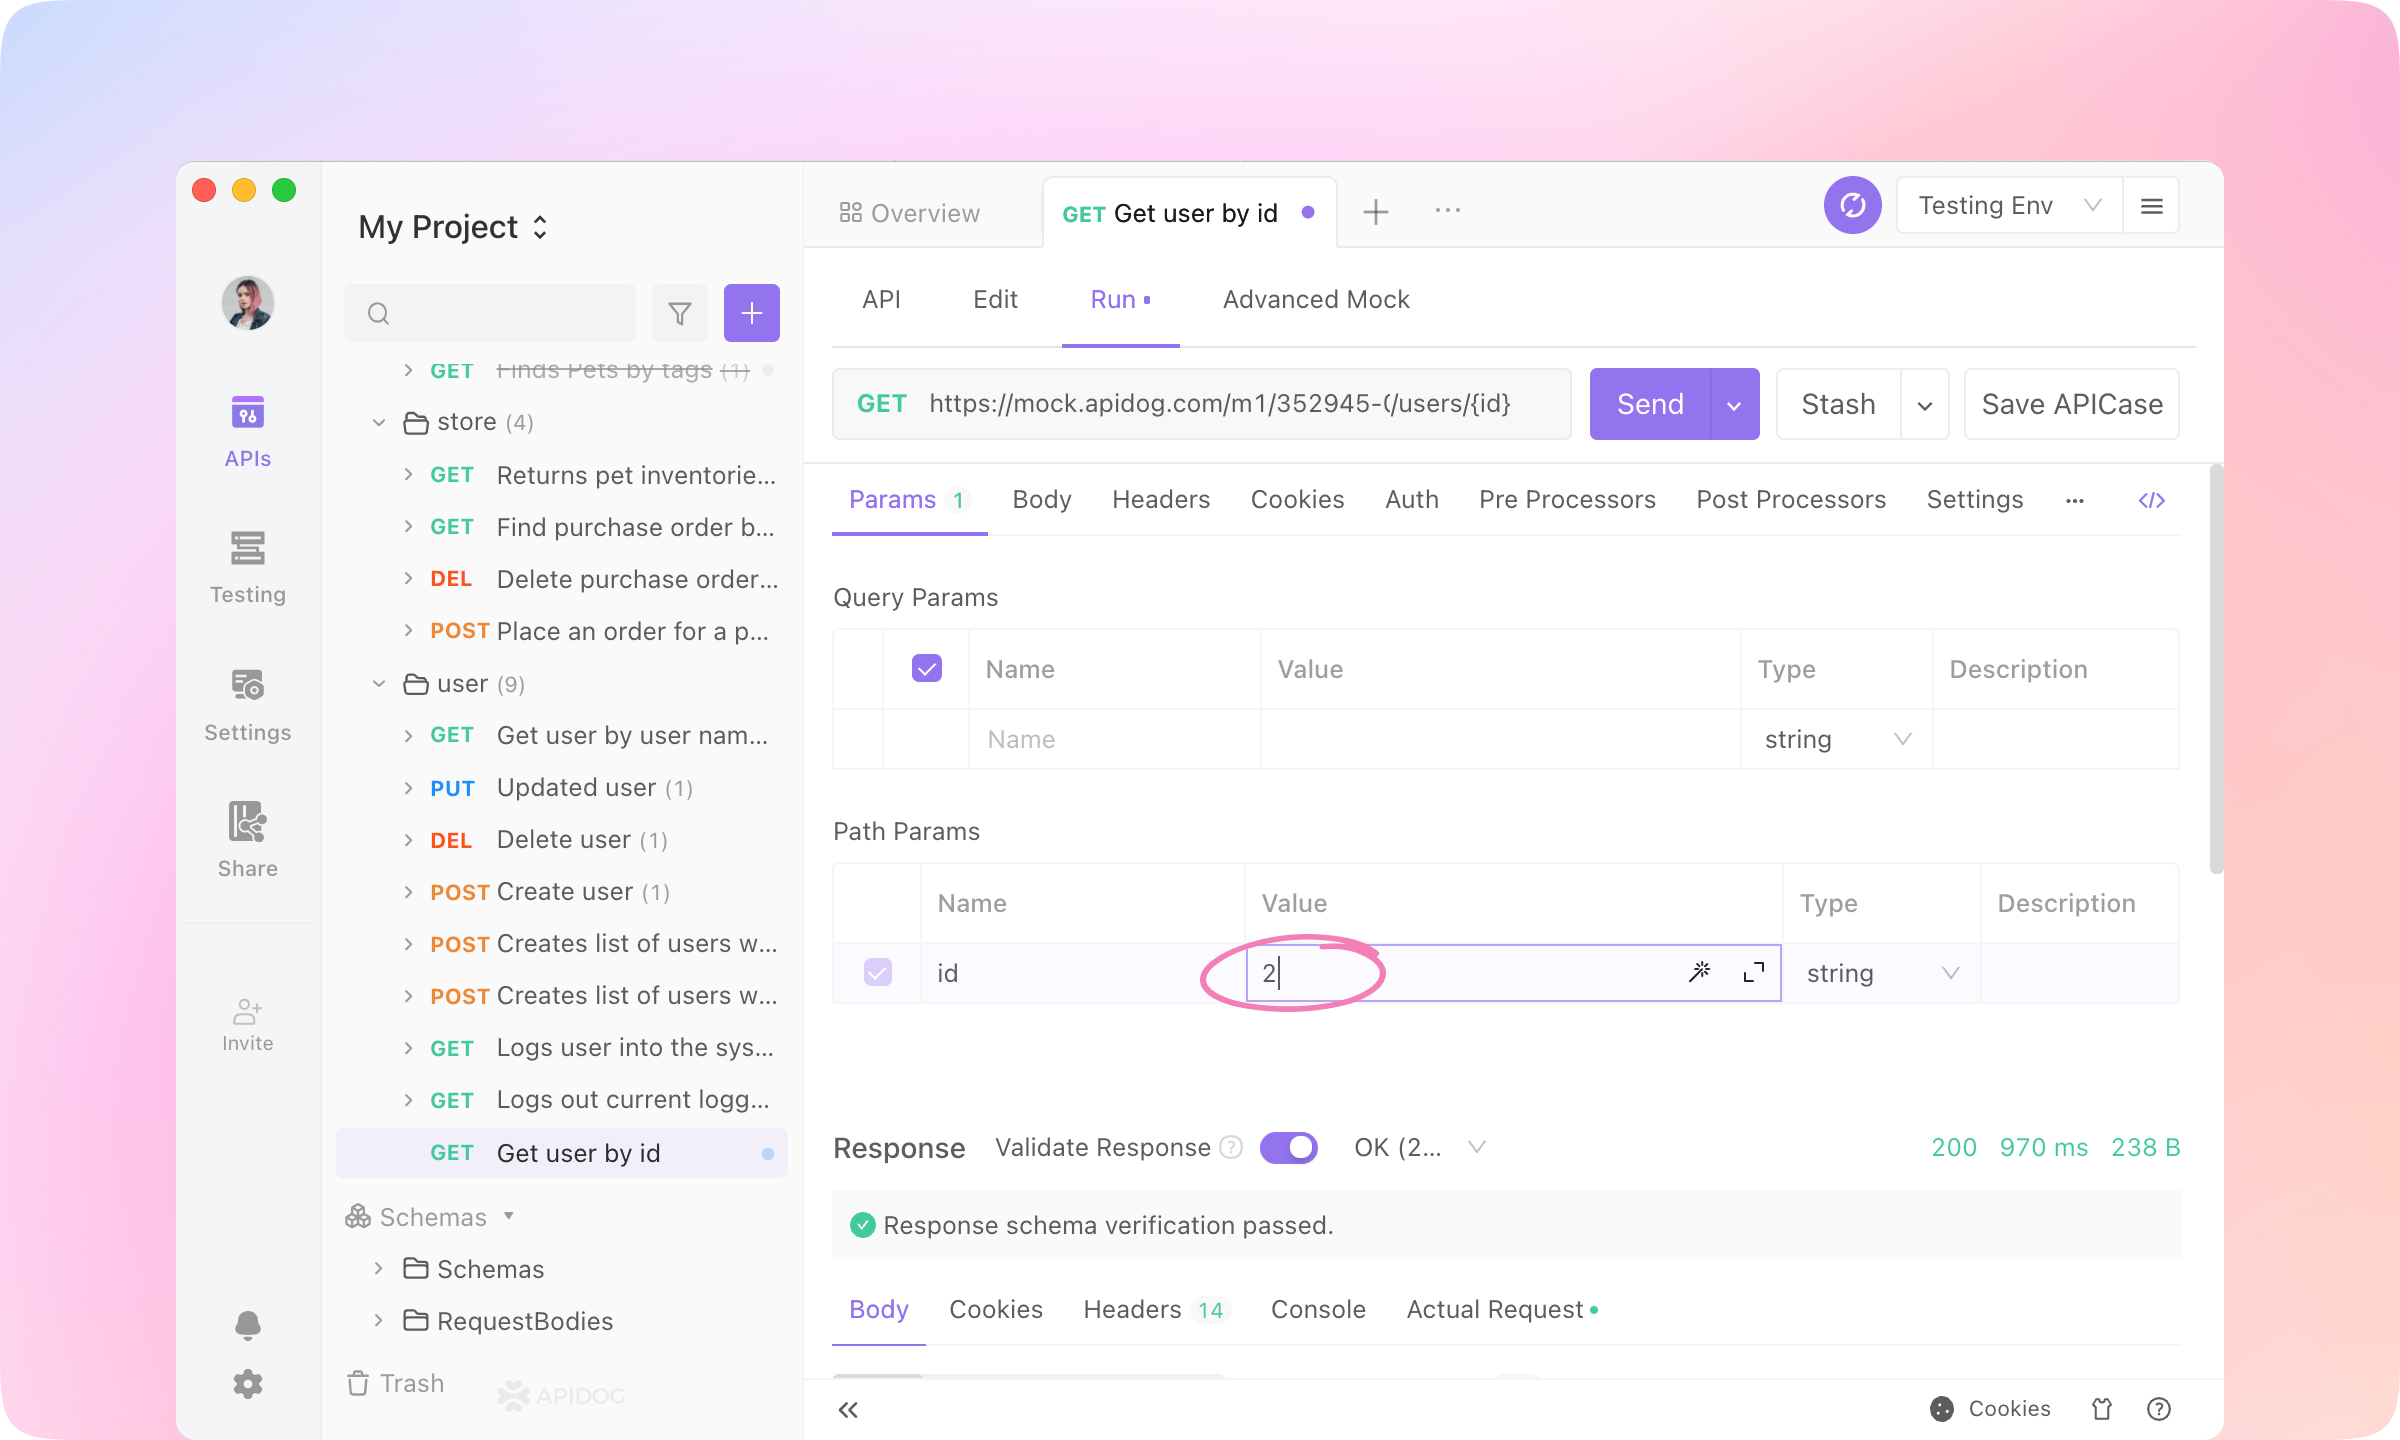 My Project
APIs
Testing
Settings
Share
Invite
GET Finds Pets by tags (1)
store (4)
GET Returns pet inventorie...
GET Find purchase order b...
DEL Delete purchase order...
POST Place an order for a p...
user (9)
GET Get user by user nam...
PUT Updated user (1)
DEL Delete user (1)
POST Create user (1)
POST Creates list of users w...
POST Creates list of users w...
GET Logs user into the sys...
GET Logs out current logg...
GET Get user by id
Schemas
Schemas
RequestBodies
Trash
APIDOG
Overview
GET Get user by id
Testing Env
API Edit Run Advanced Mock
GET https://mock.apidog.com/m1/352945-0/users/{id}
Send Stash Save APICase
Params 1 Body Headers Cookies Auth Pre Processors Post Processors Settings ... </>
Query Params
Name Value Type Description
Name string
Path Params
Name Value Type Description
id 2 string
Response Validate Response ? OK (2... 200 970 ms 238 B
Response schema verification passed.
Body Cookies Headers 14 Console Actual Request
Cookies ?